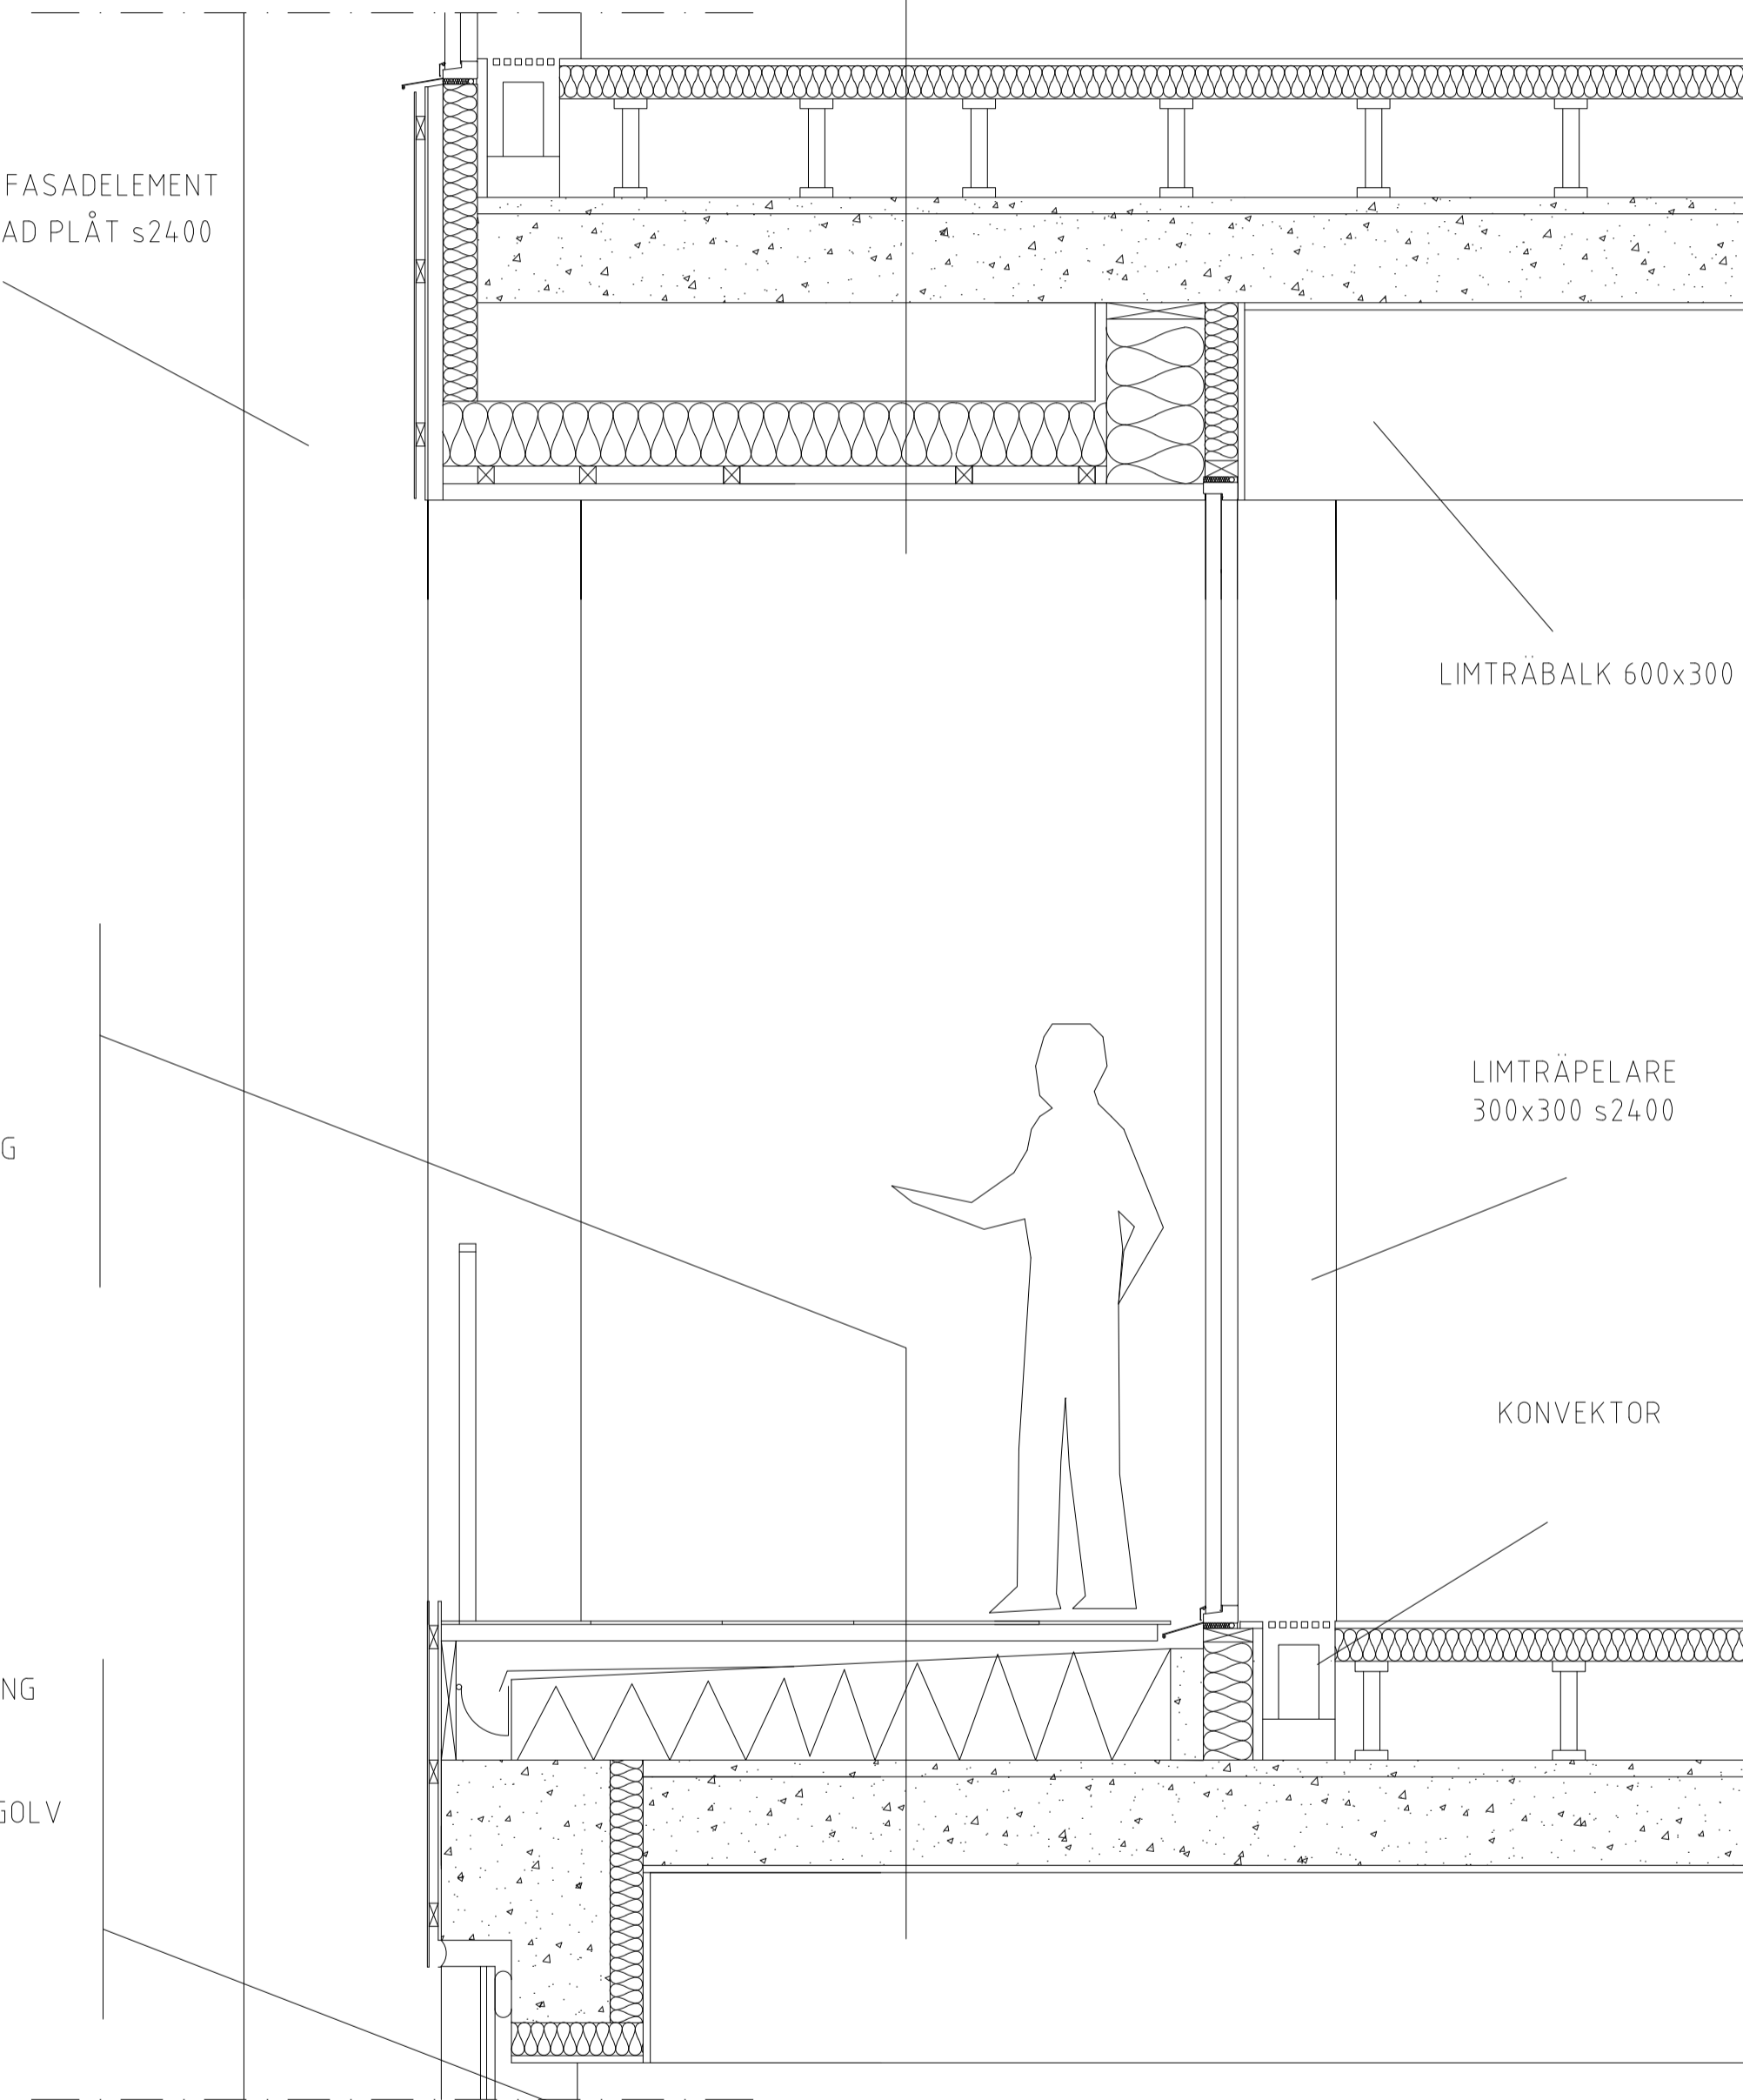 FASADELEMENT
AD PLÅT s2400
LIMTRÄBALK 600x300
LIMTRÄPELARE
300x300 s2400
G
KONVEKTOR
NG
GOLV